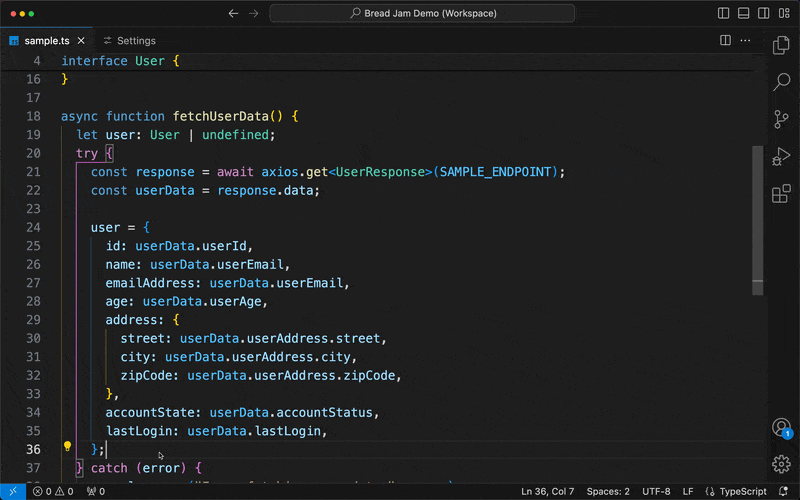 Bread Jam Demo (Workspace)
sample.ts
Settings
4 interface User {
16 }
17
18 async function fetchUserData() {
19 let user: User | undefined;
20 try {
21 const response = await axios.get<UserResponse>(SAMPLE_ENDPOINT);
22 const userData = response.data;
23
24 user = {
25 id: userData.userId,
26 name: userData.userEmail,
27 emailAddress: userData.userEmail,
28 age: userData.userAge,
29 address: {
30 street: userData.userAddress.street,
31 city: userData.userAddress.city,
32 zipCode: userData.userAddress.zipCode,
33 },
34 accountState: userData.accountStatus,
35 lastLogin: userData.lastLogin,
36 };
37 } catch (error) {
1
0 0 0 Ln 36, Col 7 Spaces: 2 UTF-8 LF {} TypeScript